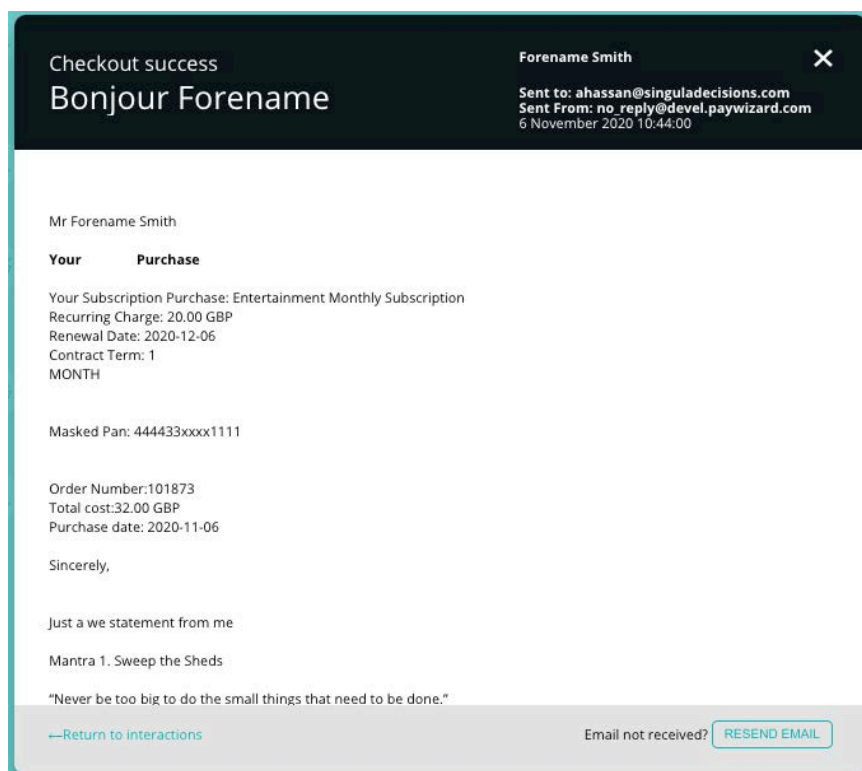 Checkout success
Bonjour Forename
Forename Smith
Sent to: ahassan@singuladecisions.com
Sent From: no_reply@devel.paywizard.com
6 November 2020 10:44:00
Mr Forename Smith
Your Purchase
Your Subscription Purchase: Entertainment Monthly Subscription
Recurring Charge: 20.00 GBP
Renewal Date: 2020-12-06
Contract Term: 1
MONTH
Masked Pan: 444433xxxx1111
Order Number:101873
Total cost:32.00 GBP
Purchase date: 2020-11-06
Sincerely,
Just a we statement from me
Mantra 1. Sweep the Sheds
“Never be too big to do the small things that need to be done.”
←Return to interactions
Email not received? RESEND EMAIL